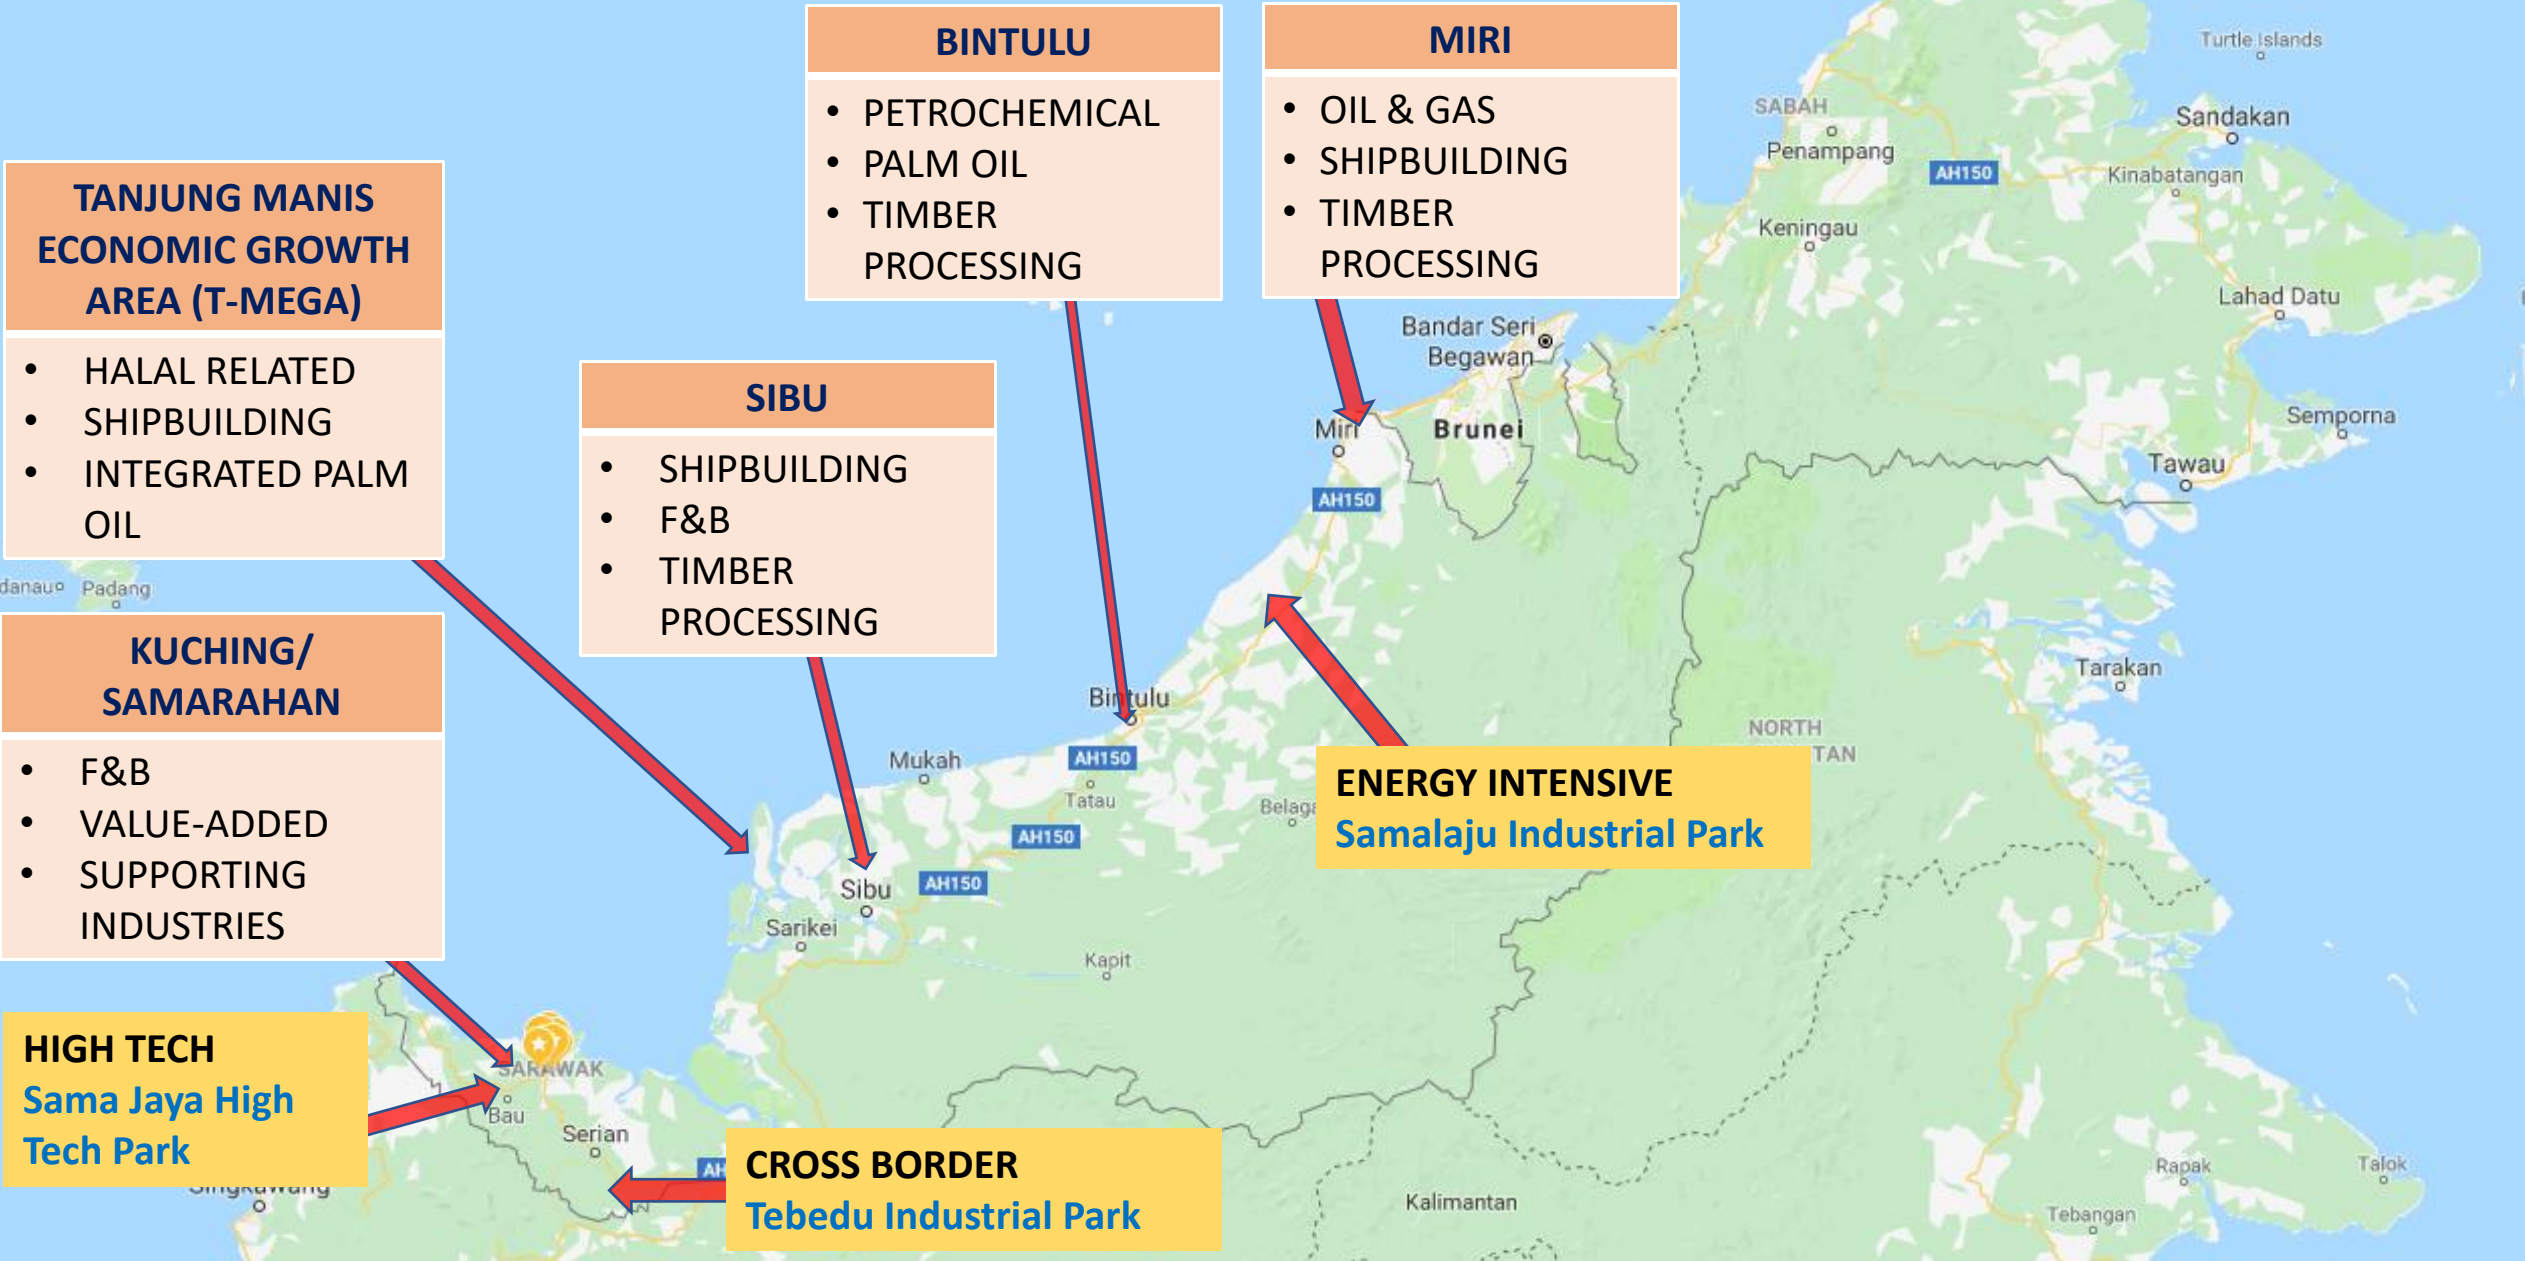 BINTULU
• PETROCHEMICAL
• PALM OIL
• TIMBER
PROCESSING
MIRI
• OIL & GAS
• SHIPBUILDING
• TIMBER
PROCESSING
TANJUNG MANIS
ECONOMIC GROWTH
AREA (T-MEGA)
• HALAL RELATED
• SHIPBUILDING
• INTEGRATED PALM
OIL
SIBU
• SHIPBUILDING
• F&B
• TIMBER
PROCESSING
KUCHING/
SAMARAHAN
• F&B
• VALUE-ADDED
• SUPPORTING
INDUSTRIES
HIGH TECH
Sama Jaya High
Tech Park
CROSS BORDER
Tebedu Industrial Park
ENERGY INTENSIVE
Samalaju Industrial Park
Turtle Islands
SABAH
Sandakan
Penampang
AH150
Kinabatangan
Keningau
Lahad Datu
Bandar Seri
Begawan
Semporna
Miri
Brunei
Tawau
AH150
danau
Padang
Tarakan
Bintulu
NORTH
TAN
Mukah
AH150
Tatau
Belaga
AH150
Sibu
AH150
Sarikei
Kapit
SARAWAK
Bau
Serian
AH
Singkawang
Rapak
Talok
Kalimantan
Tebangan